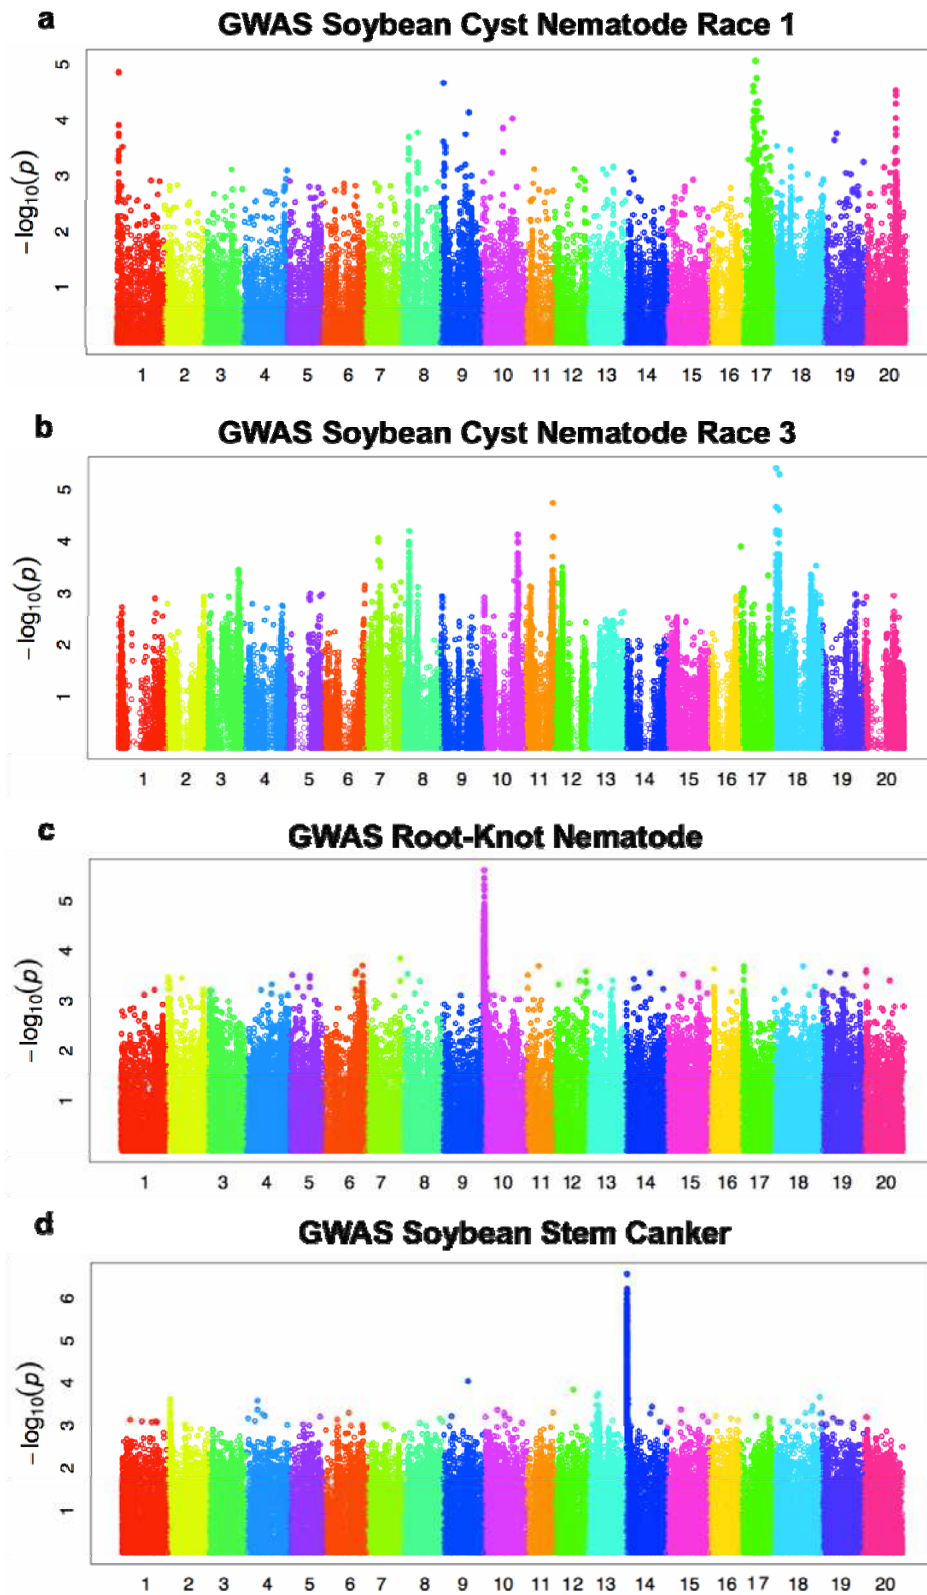 a
GWAS Soybean Cyst Nematode Race 1
5
4
3
2
1
−log10(p)
1 2 3 4 5 6 7 8 9 10 11 12 13 14 15 16 17 18 19 20
b
GWAS Soybean Cyst Nematode Race 3
5
4
3
2
1
−log10(p)
1 2 3 4 5 6 7 8 9 10 11 12 13 14 15 16 17 18 19 20
c
GWAS Root-Knot Nematode
5
4
3
2
1
−log10(p)
1 3 4 5 6 7 8 9 10 11 12 13 14 15 16 17 18 19 20
d
GWAS Soybean Stem Canker
6
5
4
3
2
1
−log10(p)
1 2 3 4 5 6 7 8 9 10 11 12 13 14 15 16 17 18 19 20